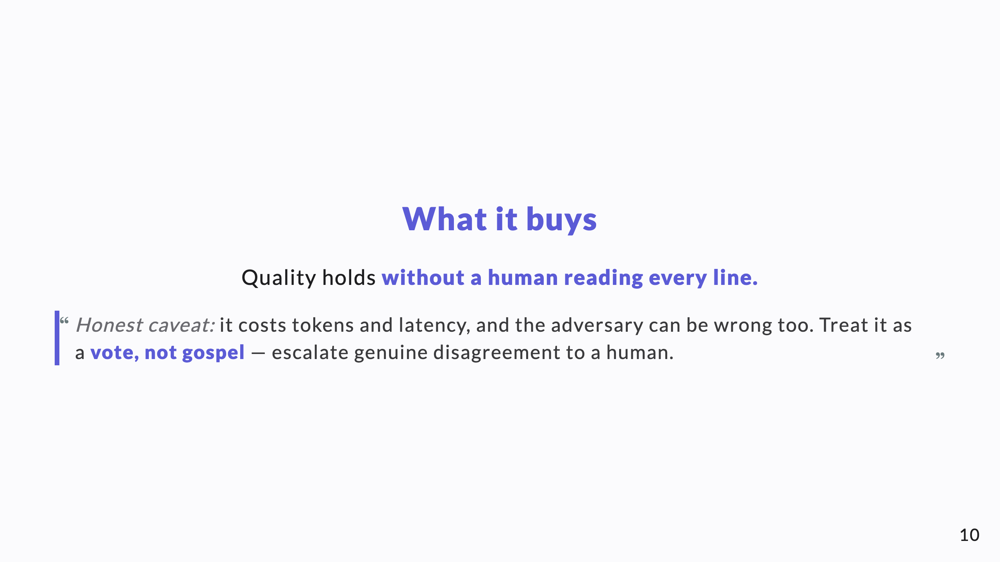 What it buys
Quality holds without a human reading every line.
“ Honest caveat: it costs tokens and latency, and the adversary can be wrong too. Treat it as
a vote, not gospel — escalate genuine disagreement to a human. ”
10